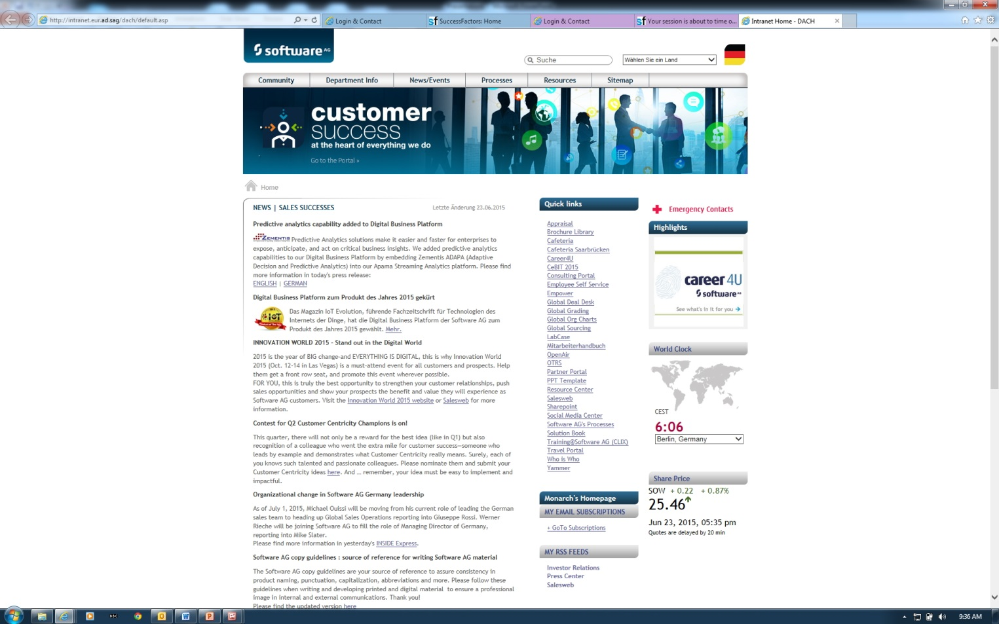 http://intranet.eur.ad.sag/dach/default.asp
Login & Contact
SuccessFactors: Home
Login & Contact
Your session is about to time o...
Intranet Home - DACH
software AG
Suche
Wählen Sie ein Land
Community
Department Info
News/Events
Processes
Resources
Sitemap
customer
success
at the heart of everything we do
Go to the Portal »
Home
NEWS | SALES SUCCESSES
Letzte Änderung 23.06.2015
Predictive analytics capability added to Digital Business Platform
ZEMENTIS Predictive Analytics solutions make it easier and faster for enterprises to
expose, anticipate, and act on critical business insights. We added predictive analytics
capabilities to our Digital Business Platform by embedding Zementis ADAPA (Adaptive
Decision and Predictive Analytics) into our Apama Streaming Analytics platform. Please find
more information in today's press release:
ENGLISH | GERMAN
Digital Business Platform zum Produkt des Jahres 2015 gekürt
IoT
Das Magazin IoT Evolution, führende Fachzeitschrift für Technologien des
Internets der Dinge, hat die Digital Business Platform der Software AG zum
Produkt des Jahres 2015 gewählt. Mehr.
INNOVATION WORLD 2015 - Stand out in the Digital World
2015 is the year of BIG change-and EVERYTHING IS DIGITAL, this is why Innovation World
2015 (Oct. 12-14 in Las Vegas) is a must-attend event for all customers and prospects. Help
them get a front row seat, and promote this event wherever possible.
FOR YOU, this is truly the best opportunity to strengthen your customer relationships, push
sales opportunities and show your prospects the benefit and value they will experience as
Software AG customers. Visit the Innovation World 2015 website or Salesweb for more
information.
Contest for Q2 Customer Centricity Champions is on!
This quarter, there will not only be a reward for the best idea (like in Q1) but also
recognition of a colleague who went the extra mile for customer success—someone who
leads by example and demonstrates what Customer Centricity really means. Surely, each of
you knows such talented and passionate colleagues. Please nominate them and submit your
Customer Centricity ideas here. And ... remember, your idea must be easy to implement and
impactful.
Organizational change in Software AG Germany leadership
As of July 1, 2015, Michael Ouissi will be moving from his current role of leading the German
sales team to heading up Global Sales Operations reporting into Giuseppe Rossi. Werner
Rieche will be joining Software AG to fill the role of Managing Director of Germany,
reporting into Mike Slater.
Please find more information in yesterday's INSIDE Express.
Software AG copy guidelines : source of reference for writing Software AG material
The Software AG copy guidelines are your source of reference to assure consistency in
product naming, punctuation, capitalization, abbreviations and more. Please follow these
guidelines when writing and developing printed and digital material to ensure a professional
image in internal and external communications. Thank you!
Please find the updated version here
Quick links
Appraisal
Brochure Library
Cafeteria
Cafeteria Saarbrücken
Career4U
CeBIT 2015
Consulting Portal
Employee Self Service
Empower
Global Deal Desk
Global Grading
Global Org Charts
Global Sourcing
LabCase
Mitarbeiterhandbuch
OpenAir
OTRS
Partner Portal
PPT Template
Resource Center
Salesweb
Sharepoint
Social Media Center
Software AG's Processes
Solution Book
Training@Software AG (CLIX)
Travel Portal
Who is Who
Yammer
Monarch's Homepage
MY EMAIL SUBSCRIPTIONS
+ GoTo Subscriptions
MY RSS FEEDS
Investor Relations
Press Center
Salesweb
Emergency Contacts
Highlights
career 4U
software AG
See what's in it for you
World Clock
CEST
6:06
Berlin, Germany
Share Price
SOW + 0.22 + 0.87%
25.46
Jun 23, 2015, 05:35 pm
Quotes are delayed by 20 min
BBC
9:36 AM